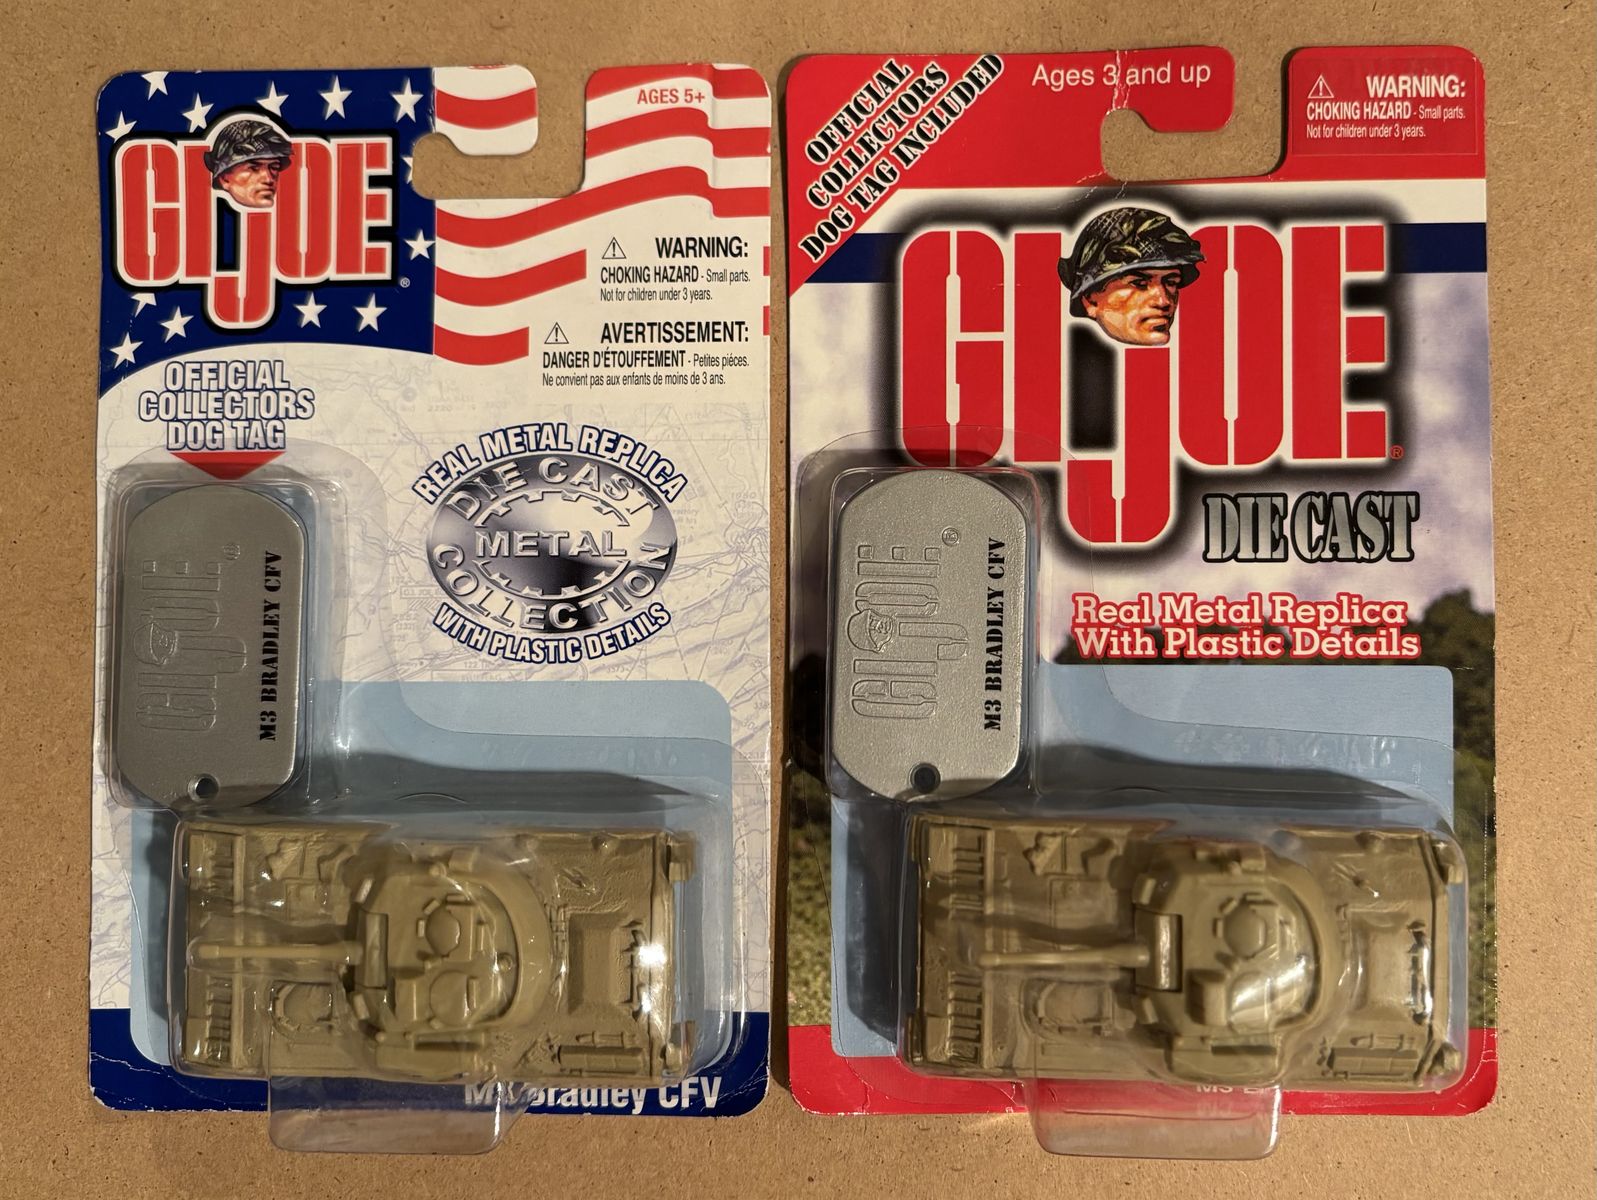 GI JOE
®
AGES 5+
WARNING:
CHOKING HAZARD - Small parts.
Not for children under 3 years.
AVERTISSEMENT:
DANGER D'ÉTOUFFEMENT - Petites pièces.
Ne convient pas aux enfants de moins de 3 ans.
OFFICIAL
COLLECTORS
DOG TAG
REAL METAL REPLICA
DIE CAST
METAL
COLLECTION
WITH PLASTIC DETAILS
GI JOE
®
M3 BRADLEY CFV
M3 Bradley CFV
OFFICIAL
COLLECTORS
DOG TAG INCLUDED
Ages 3 and up
WARNING:
CHOKING HAZARD - Small parts.
Not for children under 3 years.
GI JOE
®
DIE CAST
Real Metal Replica
With Plastic Details
GI JOE
®
M3 BRADLEY CFV
M3